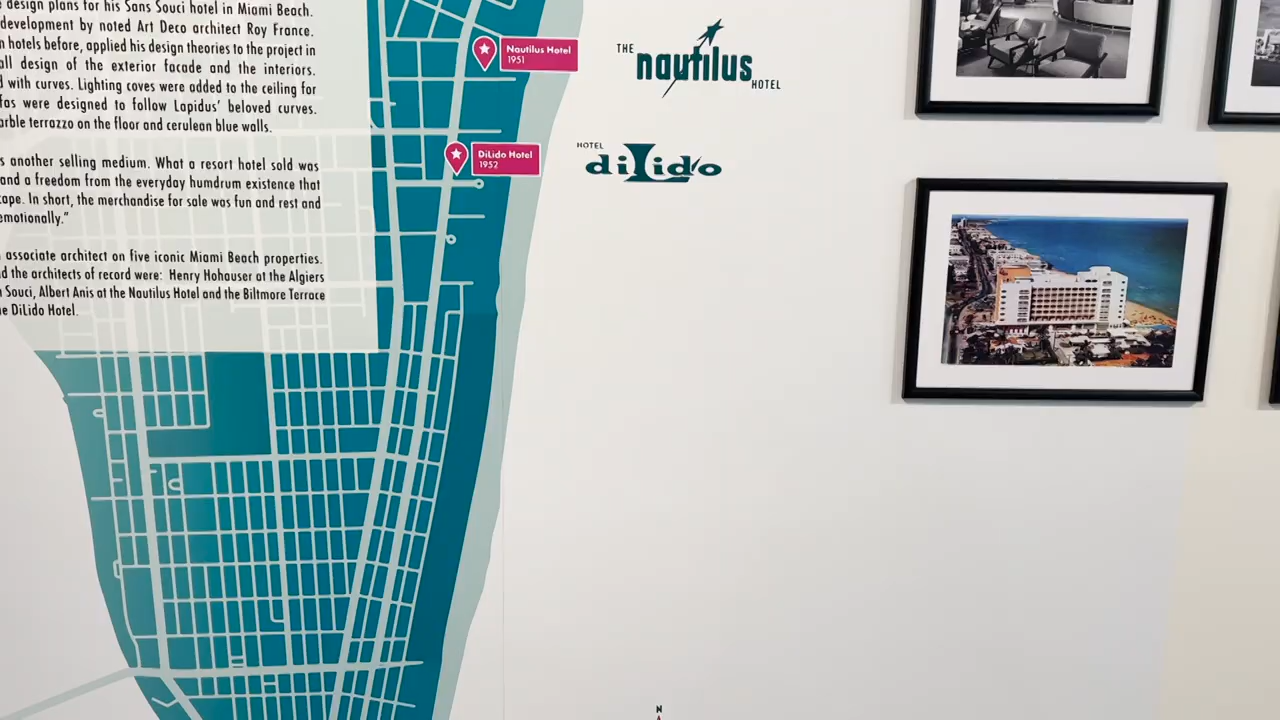 design plans for his Sans Souci hotel in Miami Beach.
development by noted Art Deco architect Roy France.
hotels before, applied his design theories to the project in
all design of the exterior facade and the interiors.
with curves. Lighting coves were added to the ceiling for
were designed to follow Lapidus' beloved curves.
terrazzo on the floor and cerulean blue walls.
another selling medium. What a resort hotel sold was
and a freedom from the everyday humdrum existence that
In short, the merchandise for sale was fun and rest and
emotionally."
associate architect on five iconic Miami Beach properties.
the architects of record were: Henry Hohauser at the Algiers
Souci, Albert Anis at the Nautilus Hotel and the Biltmore Terrace
DiLido Hotel.
Nautilus Hotel
1951
DiLido Hotel
1952
THE
nautilus
HOTEL
HOTEL
diLido
N